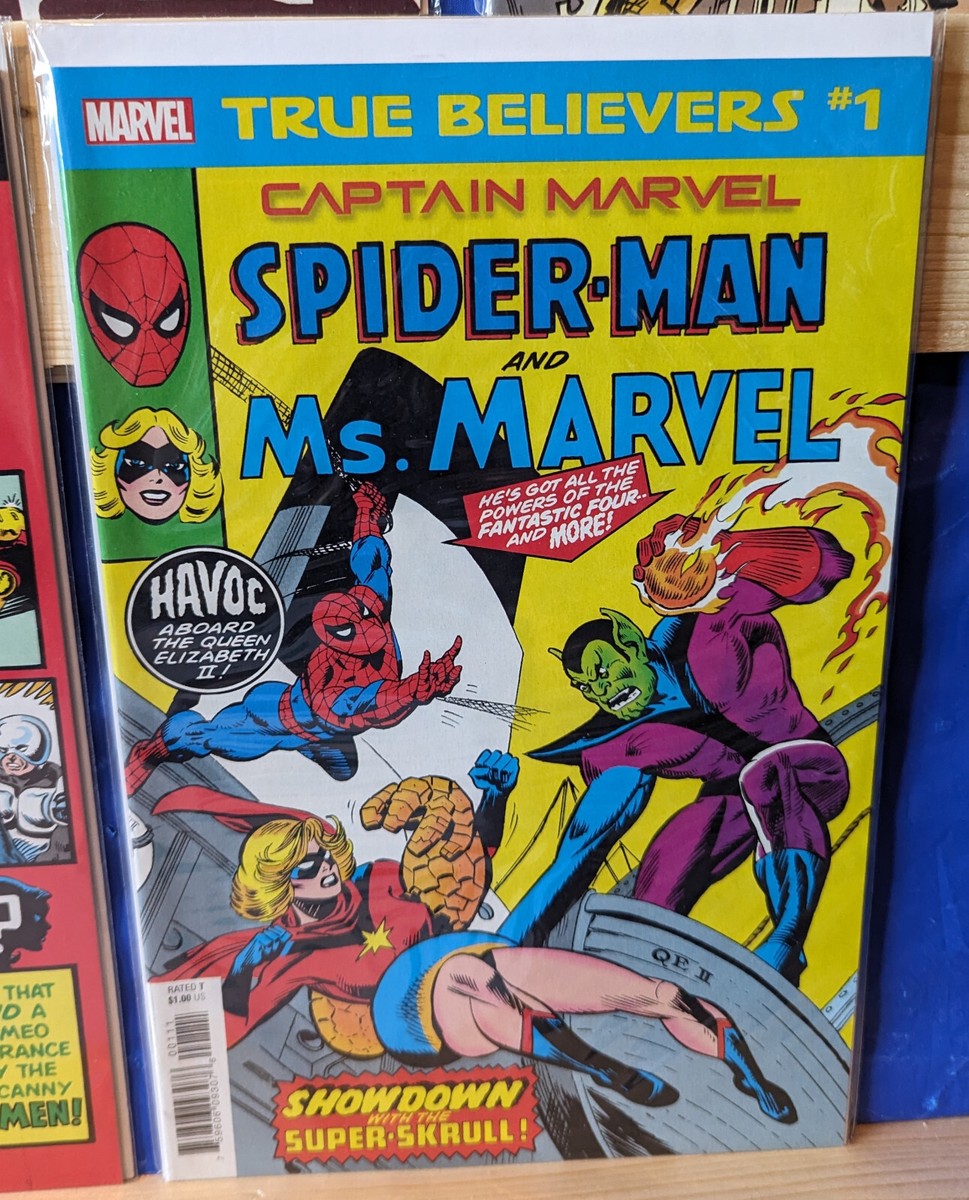 MARVEL
TRUE BELIEVERS #1
CAPTAIN MARVEL
SPIDER-MAN
AND
MS. MARVEL
HE'S GOT ALL THE
POWERS OF THE
FANTASTIC FOUR--
AND MORE!
HAVOC
ABOARD
THE QUEEN
ELIZABETH
II!
QE II
RATED T
$1.00 US
00111
SHOWDOWN
WITH THE
SUPER-SKRULL!
?
THAT
A
THE
MEN!